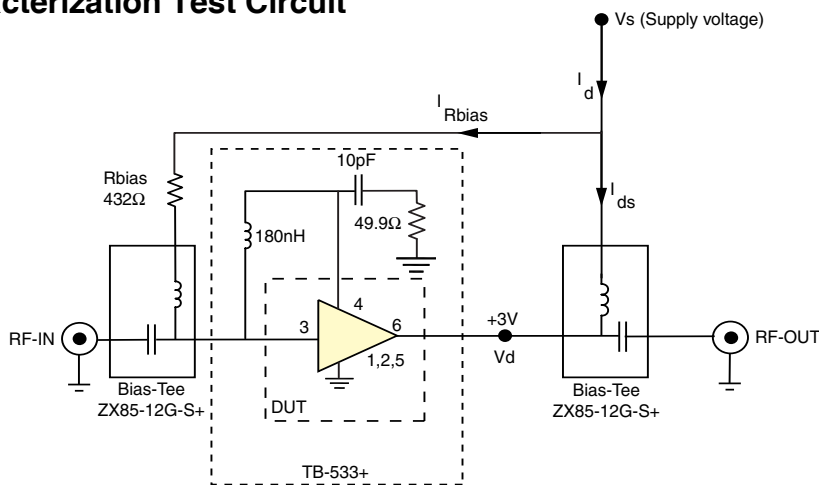 Characterization Test Circuit
Vs (Supply voltage)
I
d
I
Rbias
10pF
Rbias
432Ω
I
ds
49.9Ω
180nH
4
3
6
+3V
RF-IN
RF-OUT
1,2,5
Vd
Bias-Tee
ZX85-12G-S+
Bias-Tee
ZX85-12G-S+
DUT
TB-533+